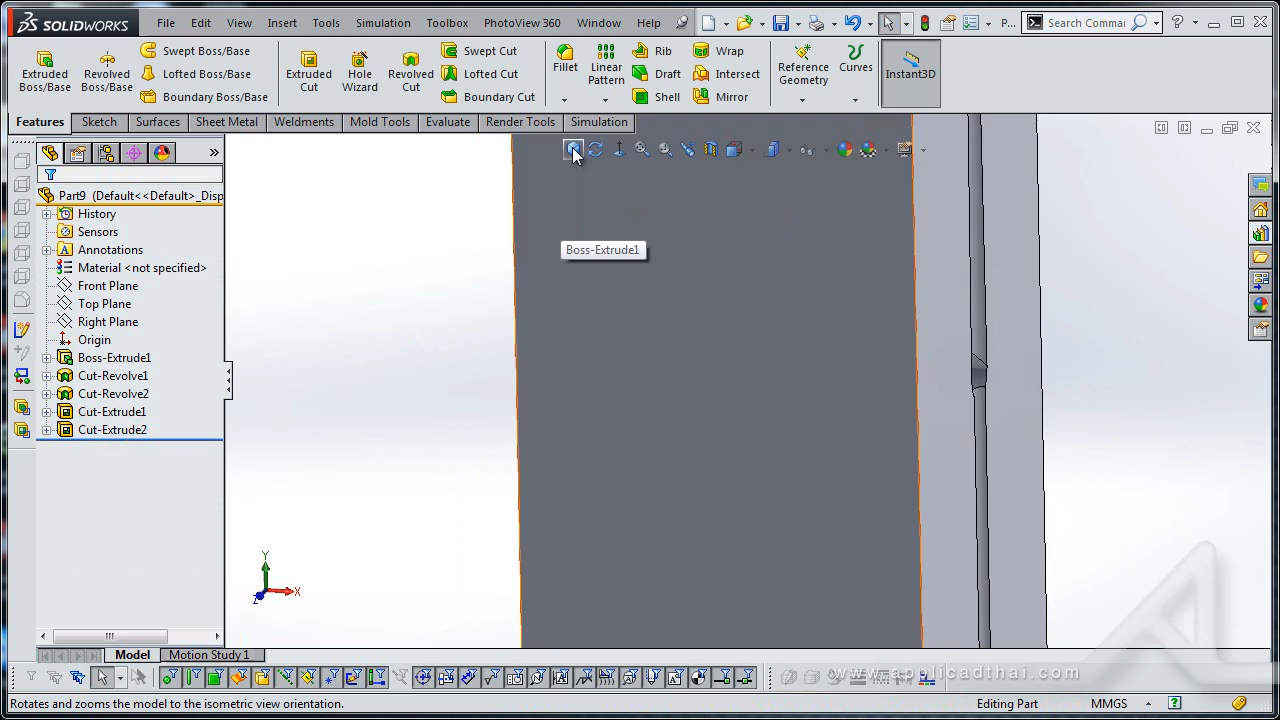 SOLIDWORKS File Edit View Insert Tools Simulation Toolbox PhotoView 360 Window Help P... Search Comma
Extruded Boss/Base
Revolved Boss/Base
Swept Boss/Base
Lofted Boss/Base
Boundary Boss/Base
Extruded Cut
Hole Wizard
Revolved Cut
Swept Cut
Lofted Cut
Boundary Cut
Fillet
Linear Pattern
Rib
Draft
Shell
Wrap
Intersect
Mirror
Reference Geometry
Curves
Instant3D
Features Sketch Surfaces Sheet Metal Weldments Mold Tools Evaluate Render Tools Simulation
Part9 (Default<<Default>_Disp
History
Sensors
Annotations
Material <not specified>
Front Plane
Top Plane
Right Plane
Origin
Boss-Extrude1
Cut-Revolve1
Cut-Revolve2
Cut-Extrude1
Cut-Extrude2
Boss-Extrude1
Y
X
Z
Model Motion Study 1
www.applicadthai.com
Rotates and zooms the model to the isometric view orientation. Editing Part MMGS